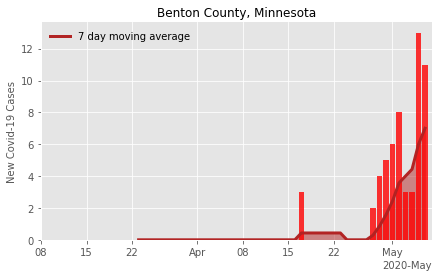 Benton County, Minnesota
7 day moving average
New Covid-19 Cases
12
10
8
6
4
2
0
08 15 22 Apr 08 15 22 May
2020-May